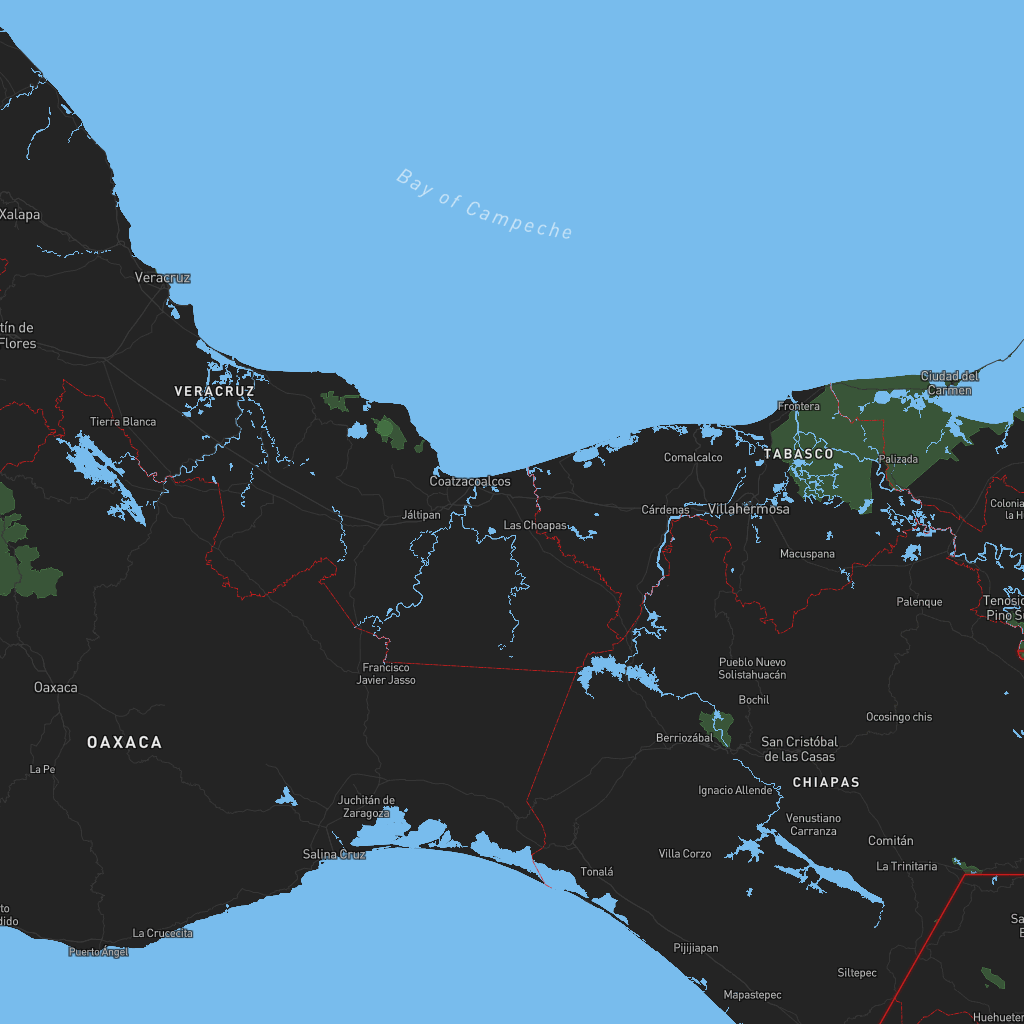 Bay of Campeche
Xalapa
Veracruz
tín de
Flores
Ciudad del
Carmen
VERACRUZ
Frontera
Tierra Blanca
TABASCO
Comalcalco
Palizada
Coatzacoalcos
Colonia
la H
Jáltipan
Cárdenas
Villahermosa
Las Choapas
Macuspana
Palenque
Tenosiq
Pino Su
Francisco
Javier Jasso
Pueblo Nuevo
Solistahuacán
Oaxaca
Bochil
Ocosingo chis
OAXACA
Berriozábal
San Cristóbal
de las Casas
La Pe
CHIAPAS
Ignacio Allende
Juchitán de
Zaragoza
Venustiano
Carranza
Comitán
Salina Cruz
Villa Corzo
La Trinitaria
Tonalá
to
dido
La Crucecita
Puerto Angel
Pijijiapan
Siltepec
Mapastepec
Huehueten